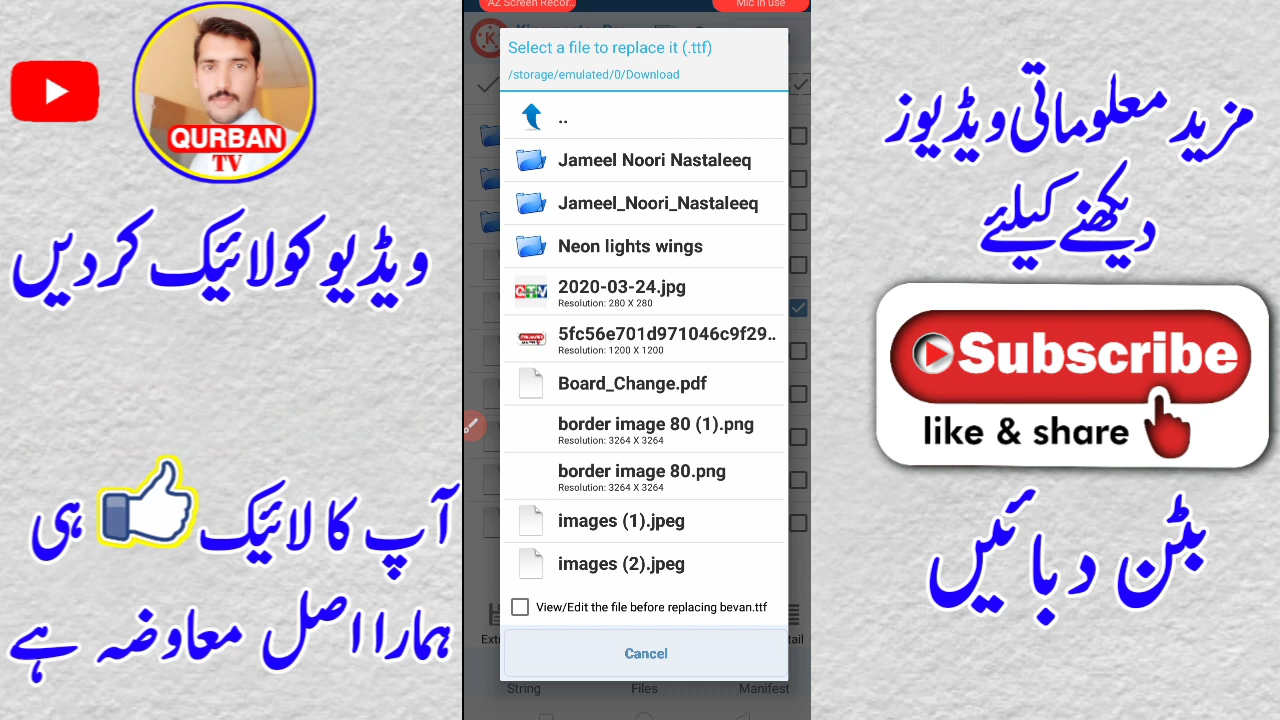 QURBAN
TV
ویڈیو کو لائیک کر دیں
آپ کا لائیک ہی
ہمارا اصل معاوضہ ہے
AZ Screen Recor..
Mic in use
Select a file to replace it (.ttf)
/storage/emulated/0/Download
..
Jameel Noori Nastaleeq
Jameel_Noori_Nastaleeq
Neon lights wings
2020-03-24.jpg
Resolution: 280 X 280
5fc56e701d971046c9f29..
Resolution: 1200 X 1200
Board_Change.pdf
border image 80 (1).png
Resolution: 3264 X 3264
border image 80.png
Resolution: 3264 X 3264
images (1).jpeg
images (2).jpeg
View/Edit the file before replacing bevan.ttf
Cancel
String Files Manifest
مزید معلوماتی ویڈیوز
دیکھنے کیلئے
Subscribe
like & share
بٹن دبائیں